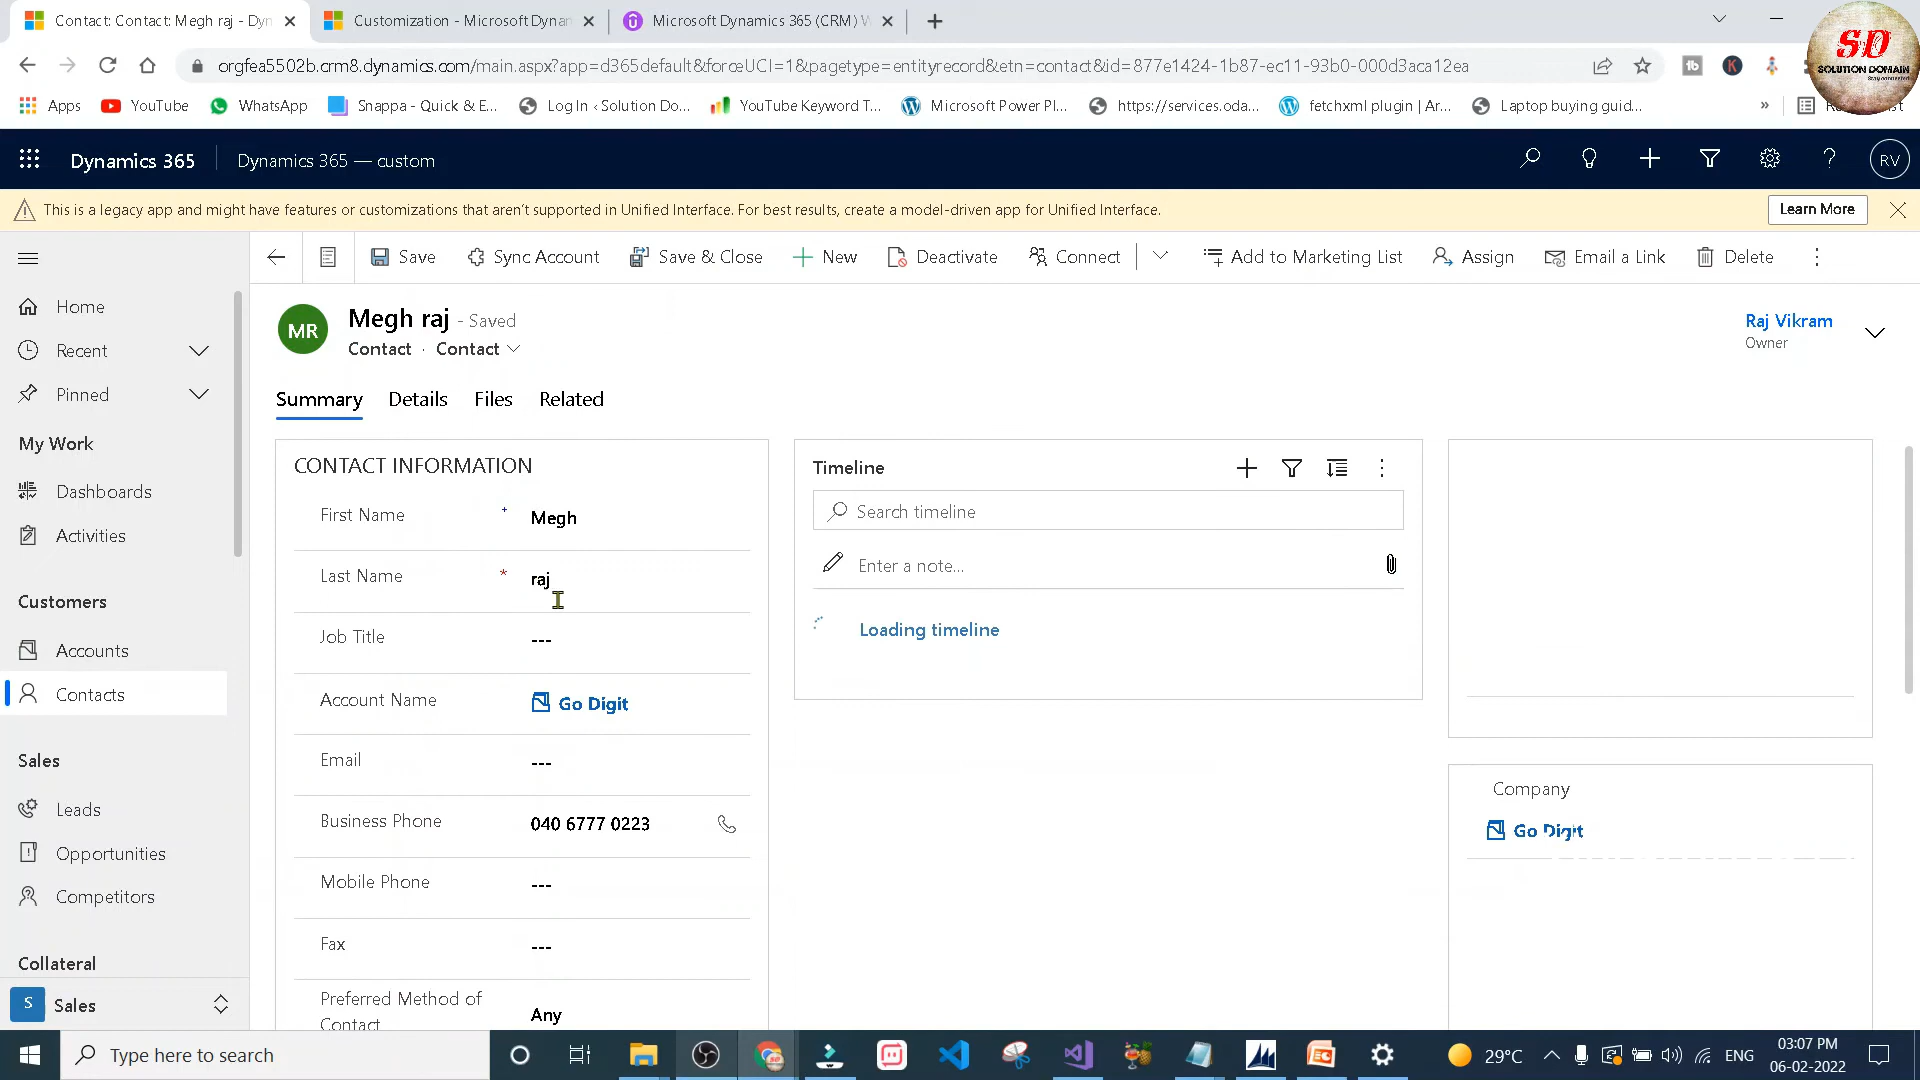 Contact: Contact: Megh raj - Dyn
Customization - Microsoft Dynan
Microsoft Dynamics 365 (CRM) W
SD
SOLUTION DOMAIN
Stay connected
orgfea5502b.crm8.dynamics.com/main.aspx?app=d365default&forceUCI=1&pagetype=entityrecord&etn=contact&id=877e1424-1b87-ec11-93b0-000d3aca12ea
Apps
YouTube
WhatsApp
Snappa - Quick & E...
Log In ‹ Solution Do...
YouTube Keyword T...
Microsoft Power Pl...
https://services.oda...
fetchxml plugin | Ar...
Laptop buying guid...
»
Dynamics 365
Dynamics 365 — custom
RV
This is a legacy app and might have features or customizations that aren't supported in Unified Interface. For best results, create a model-driven app for Unified Interface.
Learn More
Save
Sync Account
Save & Close
New
Deactivate
Connect
Add to Marketing List
Assign
Email a Link
Delete
Home
Recent
Pinned
My Work
Dashboards
Activities
Customers
Accounts
Contacts
Sales
Leads
Opportunities
Competitors
Collateral
S
Sales
MR
Megh raj - Saved
Contact · Contact
Raj Vikram
Owner
Summary
Details
Files
Related
CONTACT INFORMATION
First Name + Megh
Last Name * raj
Job Title ---
Account Name Go Digit
Email ---
Business Phone 040 6777 0223
Mobile Phone ---
Fax ---
Preferred Method of
Contact
Any
Timeline
Search timeline
Enter a note...
Loading timeline
Company
Go Digit
Type here to search
29°C
ENG
03:07 PM
06-02-2022